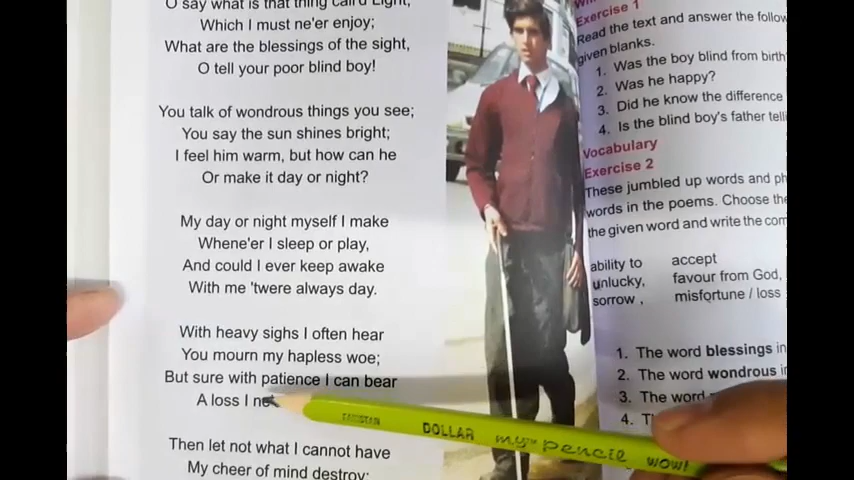 O say what is that thing call'd Light,
Which I must ne'er enjoy;
What are the blessings of the sight,
O tell your poor blind boy!
You talk of wondrous things you see;
You say the sun shines bright;
I feel him warm, but how can he
Or make it day or night?
My day or night myself I make
Whene'er I sleep or play,
And could I ever keep awake
With me 'twere always day.
With heavy sighs I often hear
You mourn my hapless woe;
But sure with patience I can bear
A loss I ne
Then let not what I cannot have
My cheer of mind destroy:
Exercise 1
Read the text and answer the follow
given blanks.
1. Was the boy blind from birth
2. Was he happy?
3. Did he know the difference
4. Is the blind boy's father telli
Vocabulary
Exercise 2
These jumbled up words and ph
words in the poems. Choose the
the given word and write the com
ability to accept
unlucky, favour from God,
sorrow , misfortune / loss
1. The word blessings in
2. The word wondrous i
3. The word
4.
PAKISTAN DOLLAR my pencil WOW!